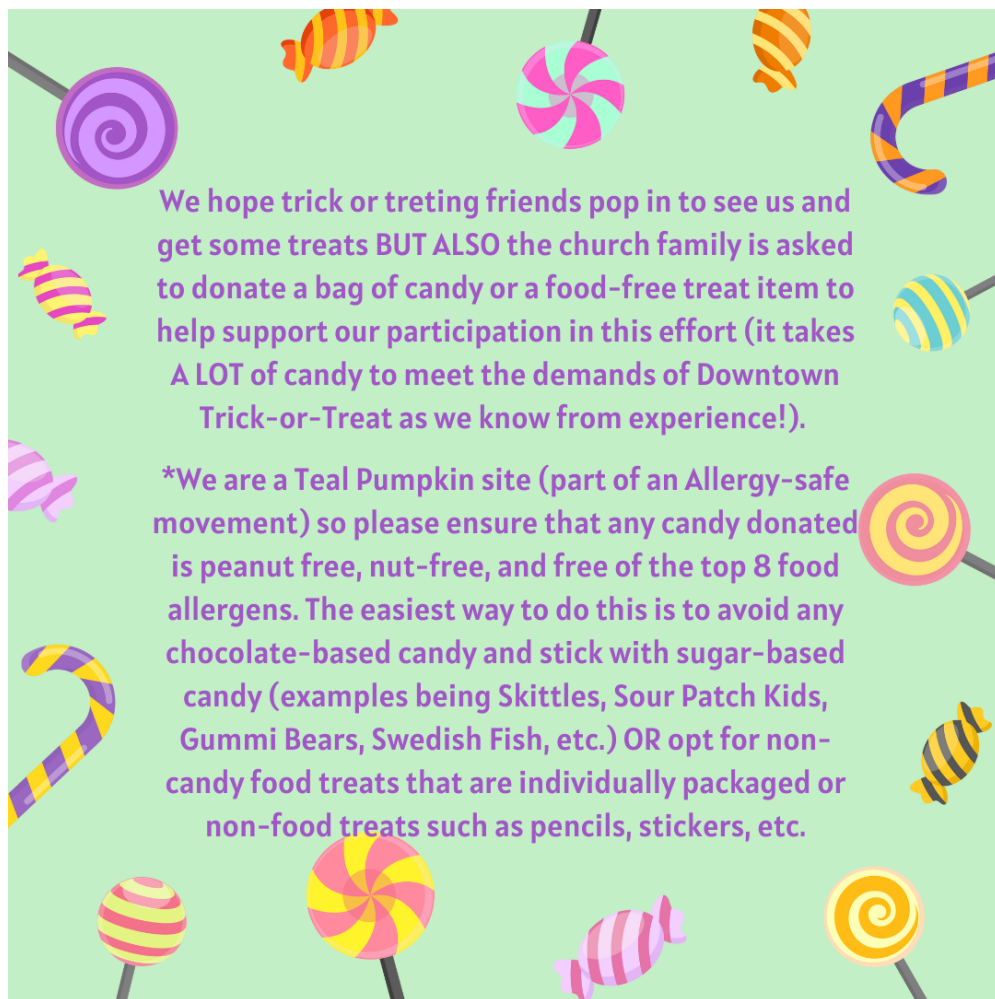 We hope trick or treting friends pop in to see us and
get some treats BUT ALSO the church family is asked
to donate a bag of candy or a food-free treat item to
help support our participation in this effort (it takes
A LOT of candy to meet the demands of Downtown
Trick-or-Treat as we know from experience!).
*We are a Teal Pumpkin site (part of an Allergy-safe
movement) so please ensure that any candy donated
is peanut free, nut-free, and free of the top 8 food
allergens. The easiest way to do this is to avoid any
chocolate-based candy and stick with sugar-based
candy (examples being Skittles, Sour Patch Kids,
Gummi Bears, Swedish Fish, etc.) OR opt for non-
candy food treats that are individually packaged or
non-food treats such as pencils, stickers, etc.